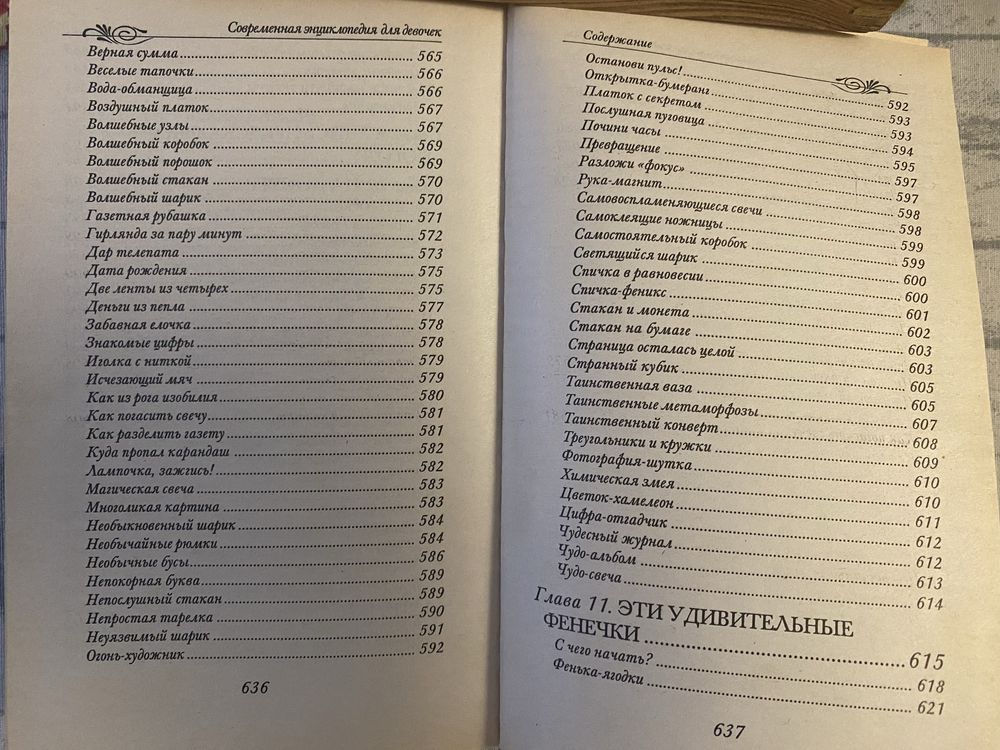 Современная энциклопедия для девочек
Верная сумма 565
Веселые тапочки 566
Вода-обманщица 566
Воздушный платок 567
Волшебные узлы 567
Волшебный коробок 569
Волшебный порошок 569
Волшебный стакан 570
Волшебный шарик 570
Газетная рубашка 571
Гирлянда за пару минут 572
Дар телепата 573
Дата рождения 575
Две ленты из четырех 575
Деньги из пепла 577
Забавная елочка 578
Знакомые цифры 578
Иголка с ниткой 579
Исчезающий мяч 579
Как из рога изобилия 580
Как погасить свечу 581
Как разделить газету 581
Куда пропал карандаш 582
Лампочка, зажгись! 582
Магическая свеча 583
Многоликая картина 583
Необыкновенный шарик 584
Необычайные рюмки 584
Необычные бусы 586
Непокорная буква 589
Непослушный стакан 589
Непростая тарелка 590
Неуязвимый шарик 591
Огонь-художник 592
636
Содержание
Останови пульс! 592
Открытка-бумеранг 593
Платок с секретом 593
Послушная пуговица 594
Почини часы 595
Превращение 597
Разложи «фокус» 597
Рука-магнит 598
Самовоспламеняющиеся свечи 598
Самоклеящие ножницы 599
Самостоятельный коробок 599
Светящийся шарик 600
Спичка в равновесии 600
Спичка-феникс 601
Стакан и монета 602
Стакан на бумаге 603
Страница осталась целой 603
Странный кубик 605
Таинственная ваза 605
Таинственные метаморфозы 607
Таинственный конверт 608
Треугольники и кружки 609
Фотография-шутка 610
Химическая змея 610
Цветок-хамелеон 611
Цифра-отгадчик 612
Чудесный журнал 612
Чудо-альбом 613
Чудо-свеча 614
Глава 11. ЭТИ УДИВИТЕЛЬНЫЕ
ФЕНЕЧКИ 615
С чего начать? 618
Фенька-ягодки 621
637